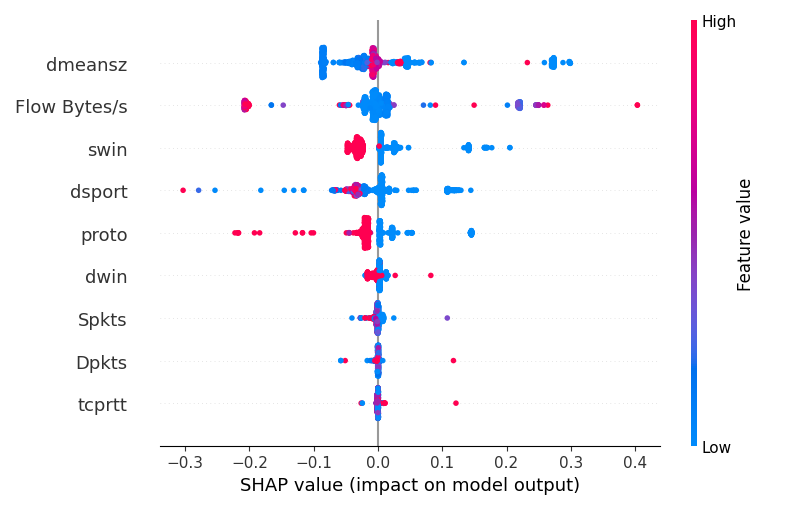 High
dmeansz
Flow Bytes/s
swin
dsport
proto
dwin
Spkts
Dpkts
tcprtt
Feature value
Low
−0.3 −0.2 −0.1 0.0 0.1 0.2 0.3 0.4
SHAP value (impact on model output)